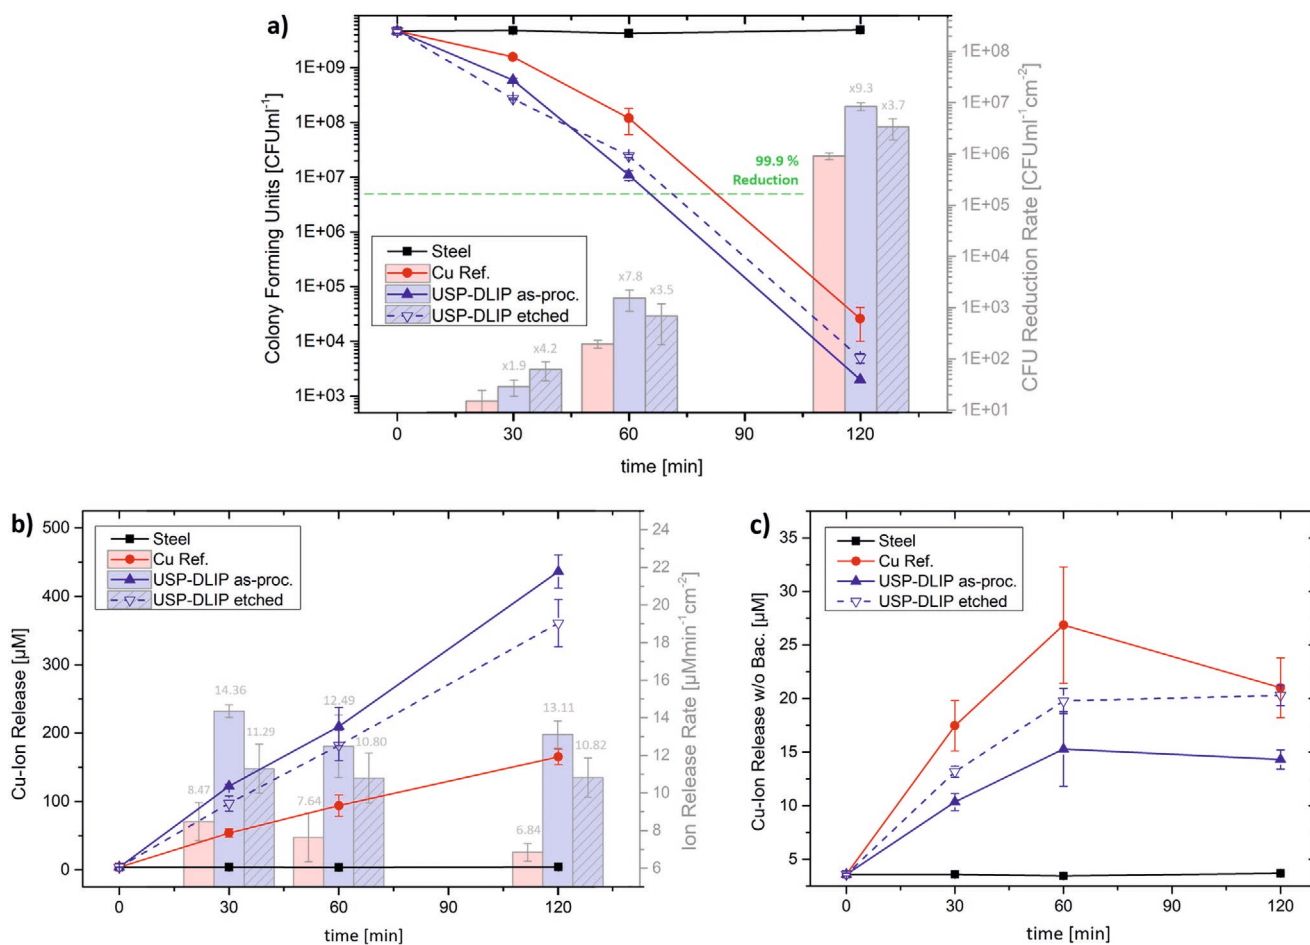 a)
Colony Forming Units [CFUml-1]
1E+09
1E+08
1E+07
1E+06
1E+05
1E+04
1E+03
99.9 %
Reduction
Steel
Cu Ref.
USP-DLIP as-proc.
USP-DLIP etched
x1.9
x4.2
x7.8
x3.5
x9.3
x3.7
1E+08
1E+07
1E+06
1E+05
1E+04
1E+03
1E+02
1E+01
CFU Reduction Rate [CFUml-1cm-2]
0 30 60 90 120
time [min]
b)
Cu-Ion Release [µM]
500
400
300
200
100
0
Steel
Cu Ref.
USP-DLIP as-proc.
USP-DLIP etched
8.47
14.36
11.29
7.64
12.49
10.80
6.84
13.11
10.82
24
22
20
18
16
14
12
10
8
6
Ion Release Rate [µMmin-1cm-2]
0 30 60 90 120
time [min]
c)
Cu-Ion Release w/o Bac. [µM]
35
30
25
20
15
10
5
Steel
Cu Ref.
USP-DLIP as-proc.
USP-DLIP etched
0 30 60 90 120
time [min]